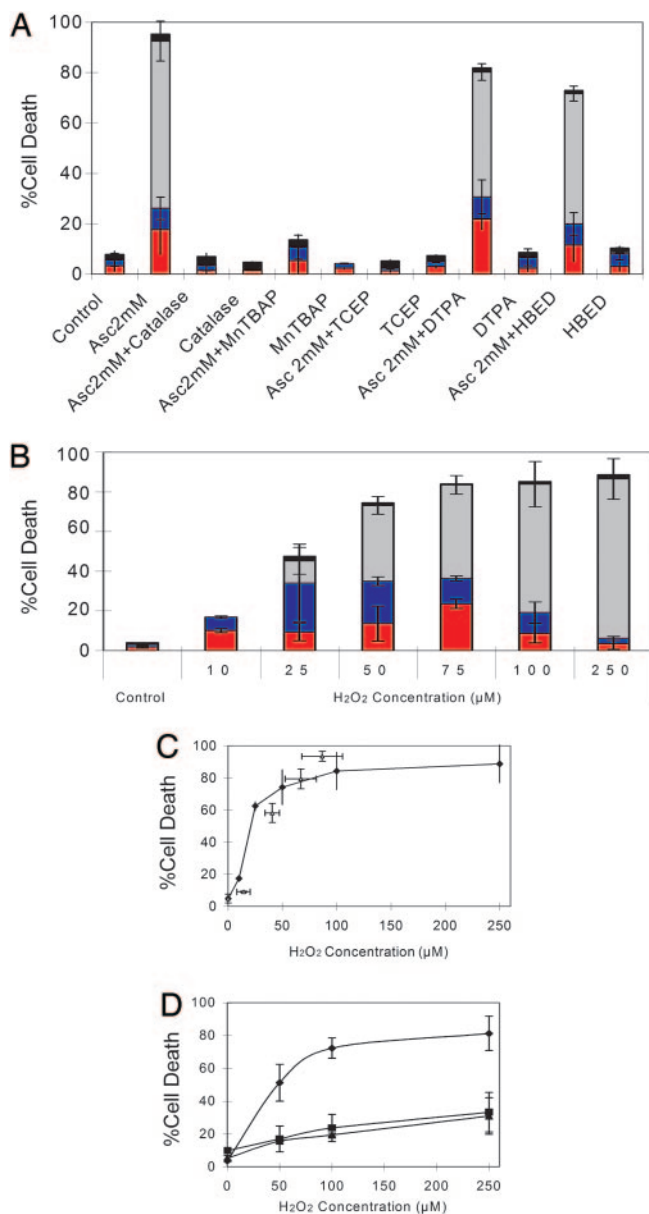 A
100
80
60
40
20
0
%Cell Death
Control
Asc2mM
Asc2mM+Catalase
Catalase
Asc2mM+MnTBAP
MnTBAP
Asc 2mM+TCEP
TCEP
Asc 2mM+DTPA
DTPA
Asc 2mM+HBED
HBED
B
100
80
60
40
20
0
%Cell Death
10 25 50 75 100 250
Control H₂O₂ Concentration (µM)
C
100
80
60
40
20
0
%Cell Death
0 50 100 150 200 250
H₂O₂ Concentration (µM)
D
100
80
60
40
20
0
%Cell Death
0 50 100 150 200 250
H₂O₂ Concentration (µM)